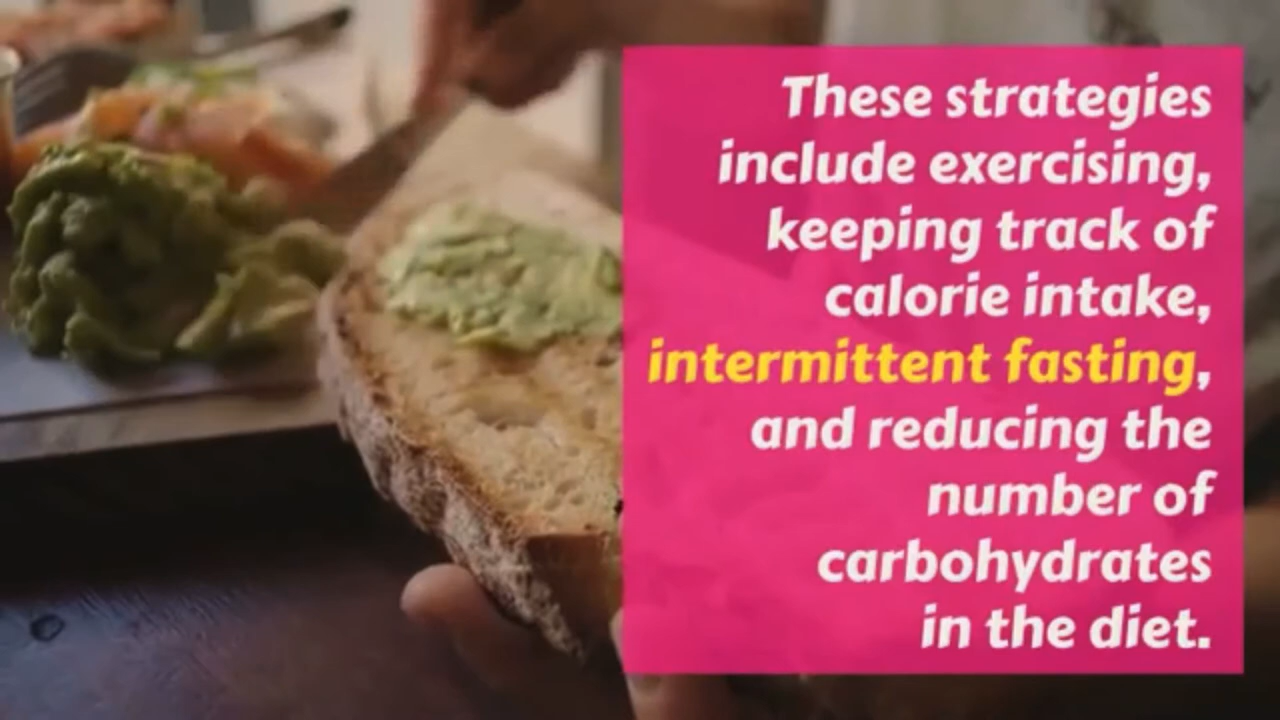 These strategies
include exercising,
keeping track of
calorie intake,
intermittent fasting,
and reducing the
number of
carbohydrates
in the diet.